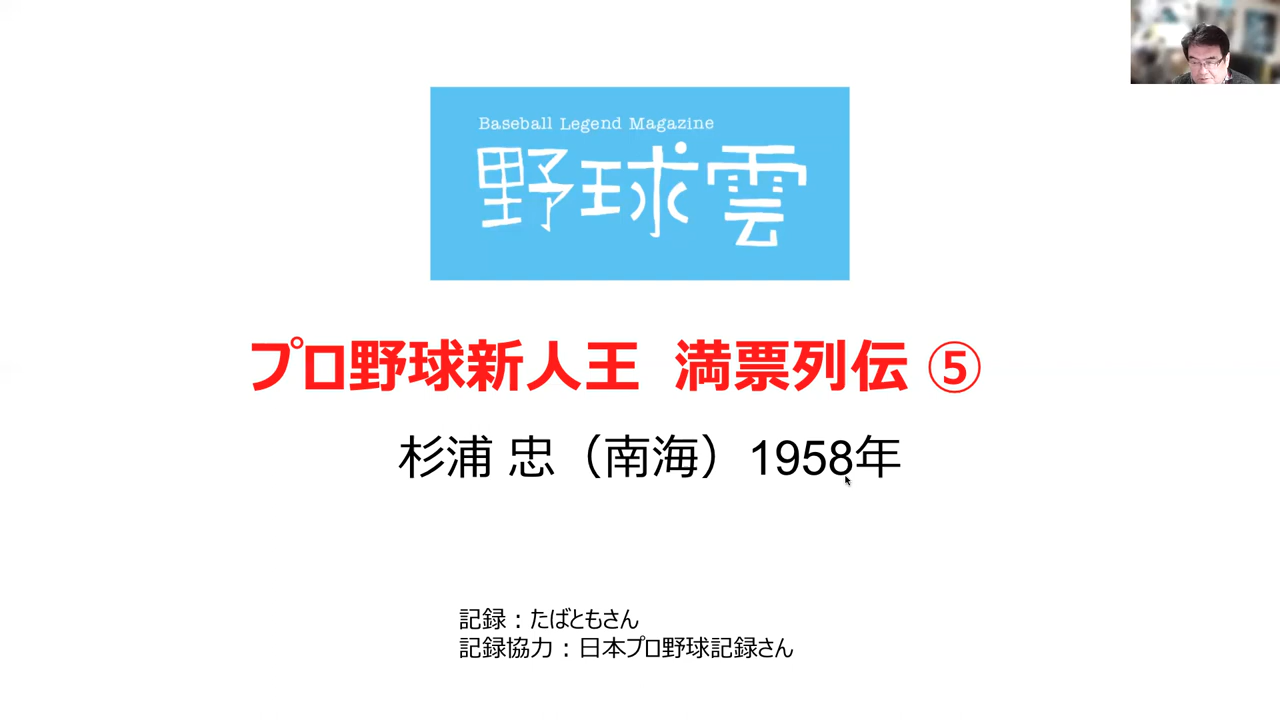 Baseball Legend Magazine
野球雲
プロ野球新人王 満票列伝 ⑤
杉浦 忠（南海）1958年
記録：たばともさん
記録協力：日本プロ野球記録さん